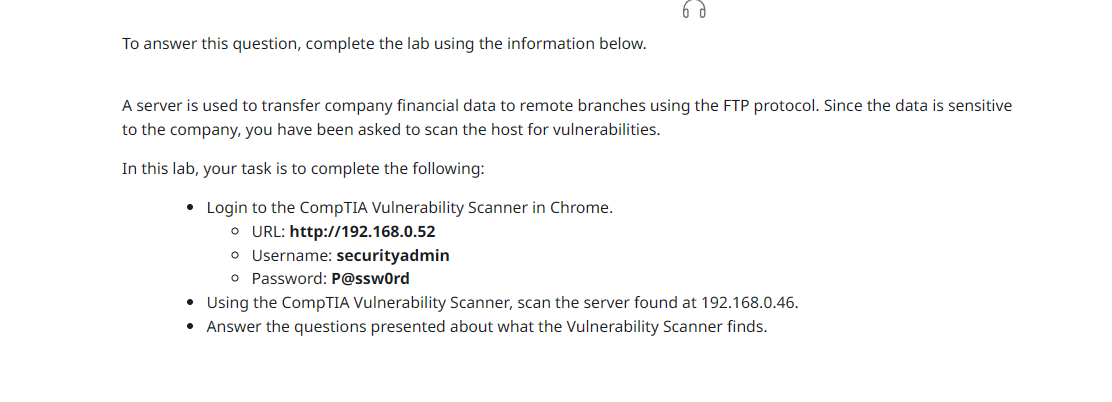 To answer this question, complete the lab using the information below.
A server is used to transfer company financial data to remote branches using the FTP protocol. Since the data is sensitive
to the company, you have been asked to scan the host for vulnerabilities.
In this lab, your task is to complete the following:
• Login to the CompTIA Vulnerability Scanner in Chrome.
○ URL: http://192.168.0.52
○ Username: securityadmin
○ Password: P@ssw0rd
• Using the CompTIA Vulnerability Scanner, scan the server found at 192.168.0.46.
• Answer the questions presented about what the Vulnerability Scanner finds.